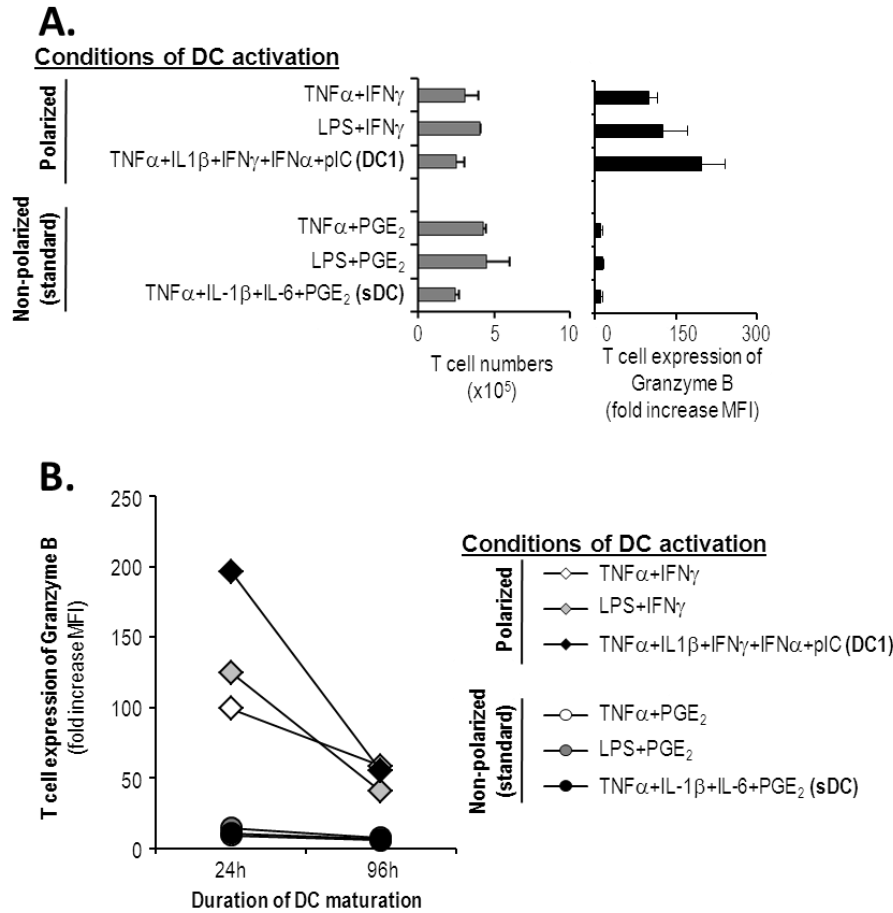 A.
Conditions of DC activation
Polarized
TNFα+IFNγ
LPS+IFNγ
TNFα+IL1β+IFNγ+IFNα+pIC (DC1)
Non-polarized
(standard)
TNFα+PGE₂
LPS+PGE₂
TNFα+IL-1β+IL-6+PGE₂ (sDC)
0 5 10
T cell numbers
(x10⁵)
0 150 300
T cell expression of
Granzyme B
(fold increase MFI)
B.
T cell expression of Granzyme B
(fold increase MFI)
250
200
150
100
50
0
24h 96h
Duration of DC maturation
Conditions of DC activation
Polarized
TNFα+IFNγ
LPS+IFNγ
TNFα+IL1β+IFNγ+IFNα+pIC (DC1)
Non-polarized
(standard)
TNFα+PGE₂
LPS+PGE₂
TNFα+IL-1β+IL-6+PGE₂ (sDC)